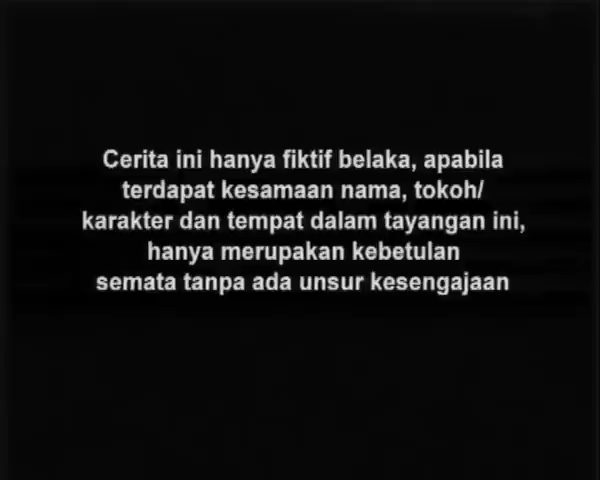 Cerita ini hanya fiktif belaka, apabila
terdapat kesamaan nama, tokoh/
karakter dan tempat dalam tayangan ini,
hanya merupakan kebetulan
semata tanpa ada unsur kesengajaan